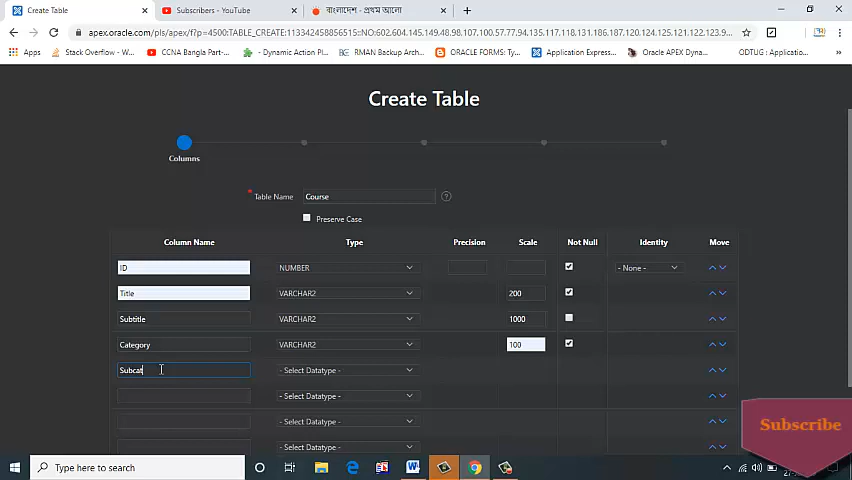 Create Table
Subscribers - YouTube
বাংলাদেশ - প্রথম আলো
apex.oracle.com/pls/apex/f?p=4500:TABLE_CREATE:113342458856515::NO:602,604,145,149,48,98,107,100,57,77,94,135,117,118,131,186,187,120,124,125,121,122,123,9...
Apps
Stack Overflow - W...
CCNA Bangla Part-...
- Dynamic Action Pl...
RMAN Backup Arch...
ORACLE FORMS: Ty...
Application Express...
Oracle APEX Dyna...
ODTUG : Application...
Create Table
Columns
* Table Name Course ?
Preserve Case
Column Name Type Precision Scale Not Null Identity Move
ID NUMBER - None -
Title VARCHAR2 200
Subtitle VARCHAR2 1000
Category VARCHAR2 100
Subcat - Select Datatype -
- Select Datatype -
- Select Datatype -
- Select Datatype -
Subscribe
Type here to search